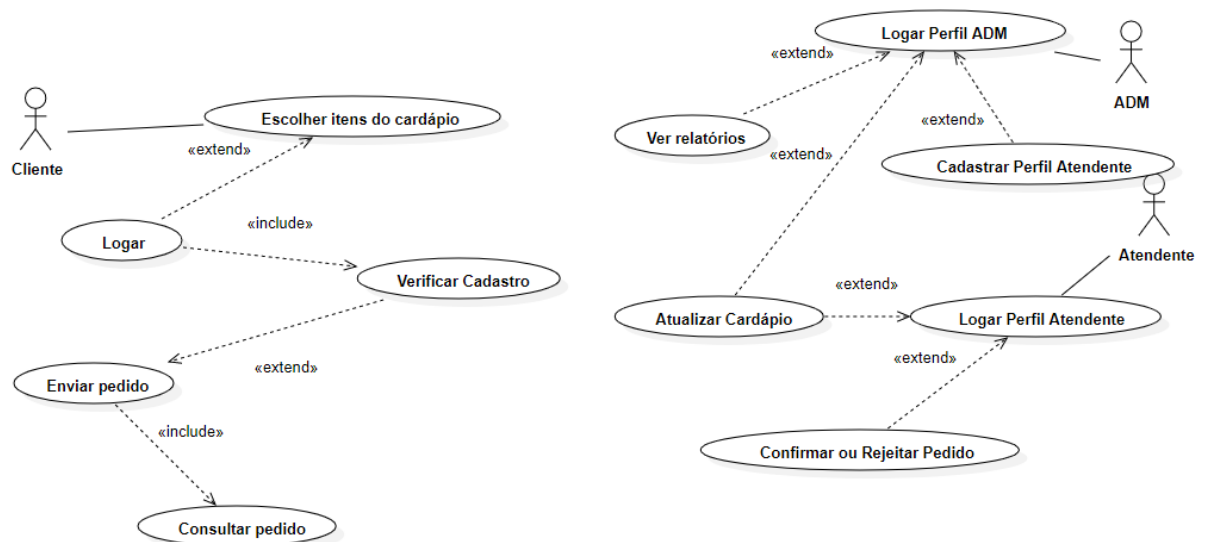 Logar Perfil ADM
«extend»
ADM
Escolher itens do cardápio
Cliente
«extend»
Ver relatórios
«extend»
«extend»
Cadastrar Perfil Atendente
«include»
Logar
Atendente
Verificar Cadastro
«extend»
Atualizar Cardápio
Logar Perfil Atendente
«extend»
«extend»
Enviar pedido
«include»
Confirmar ou Rejeitar Pedido
Consultar pedido